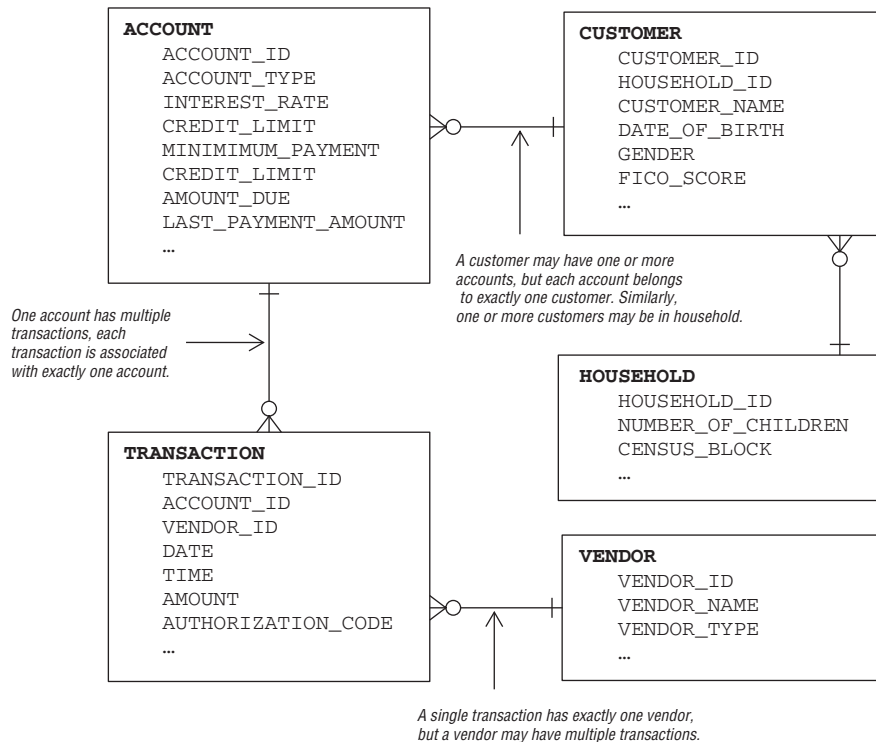 ACCOUNT
ACCOUNT_ID
ACCOUNT_TYPE
INTEREST_RATE
CREDIT_LIMIT
MINIMIMUM_PAYMENT
CREDIT_LIMIT
AMOUNT_DUE
LAST_PAYMENT_AMOUNT
…
CUSTOMER
CUSTOMER_ID
HOUSEHOLD_ID
CUSTOMER_NAME
DATE_OF_BIRTH
GENDER
FICO_SCORE
…
A customer may have one or more
accounts, but each account belongs
to exactly one customer. Similarly,
one or more customers may be in household.
One account has multiple
transactions, each
transaction is associated
with exactly one account.
HOUSEHOLD
HOUSEHOLD_ID
NUMBER_OF_CHILDREN
CENSUS_BLOCK
…
TRANSACTION
TRANSACTION_ID
ACCOUNT_ID
VENDOR_ID
DATE
TIME
AMOUNT
AUTHORIZATION_CODE
…
VENDOR
VENDOR_ID
VENDOR_NAME
VENDOR_TYPE
…
A single transaction has exactly one vendor,
but a vendor may have multiple transactions.